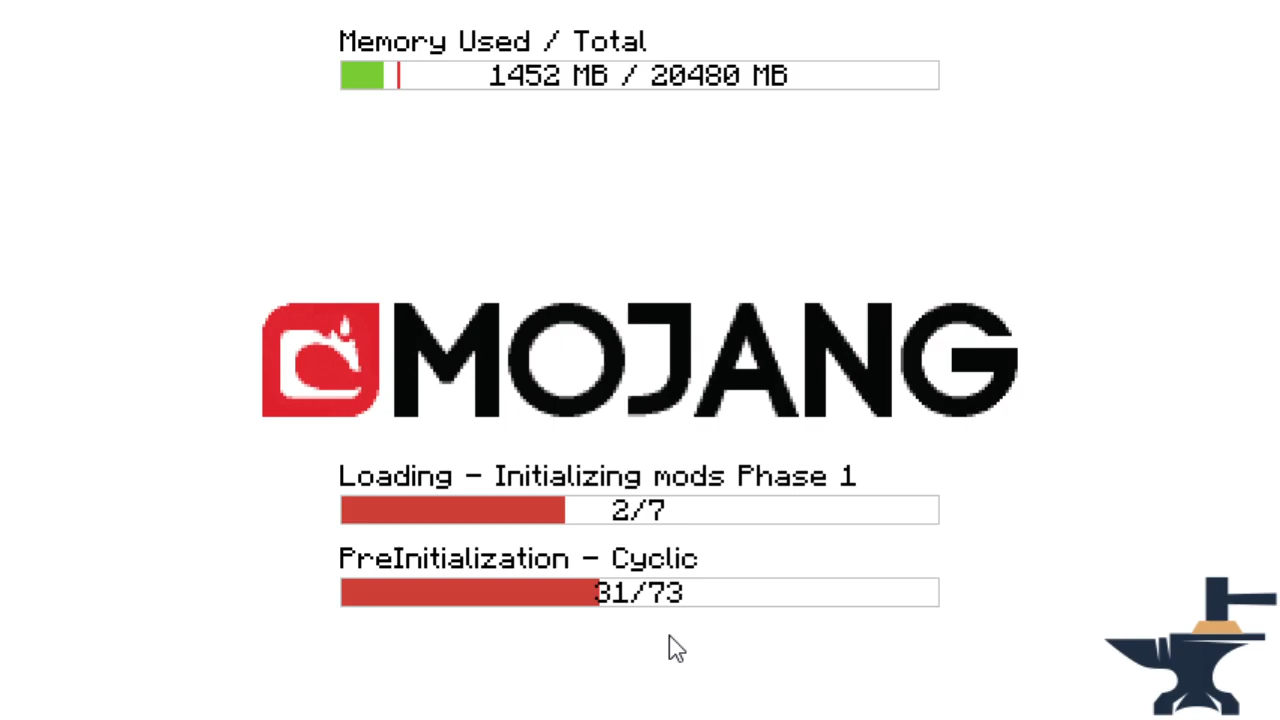 Memory Used / Total
1452 MB / 20480 MB
MOJANG
Loading - Initializing mods Phase 1
2/7
PreInitialization - Cyclic
31/73